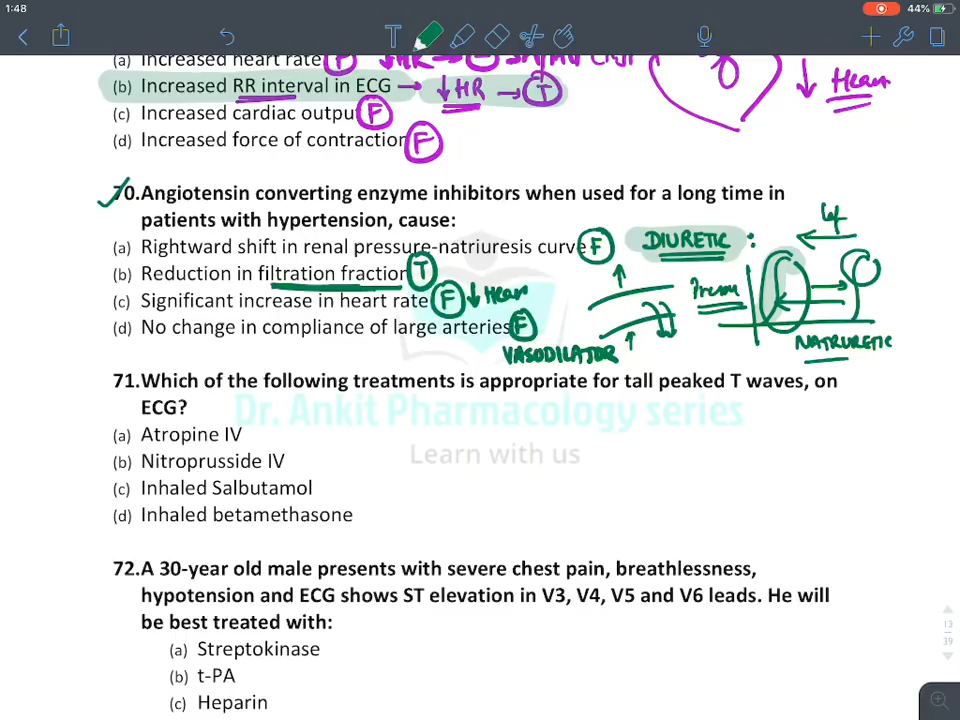 1:48
44%
T
(a) Increased heart rate F ↓HR →
(b) Increased RR interval in ECG → ↓HR → T
↓ Heart
(c) Increased cardiac output F
(d) Increased force of contraction F
70.Angiotensin converting enzyme inhibitors when used for a long time in
patients with hypertension, cause:
(a) Rightward shift in renal pressure-natriuresis curve F DIURETIC :
(b) Reduction in filtration fraction T
(c) Significant increase in heart rate F ↓ Heart
(d) No change in compliance of large arteries F
VASODILATOR
71.Which of the following treatments is appropriate for tall peaked T waves, on
ECG?
Dr. Ankit Pharmacology series
(a) Atropine IV
Learn with us
(b) Nitroprusside IV
(c) Inhaled Salbutamol
(d) Inhaled betamethasone
72.A 30-year old male presents with severe chest pain, breathlessness,
hypotension and ECG shows ST elevation in V3, V4, V5 and V6 leads. He will
be best treated with:
(a) Streptokinase
(b) t-PA
(c) Heparin
13
39